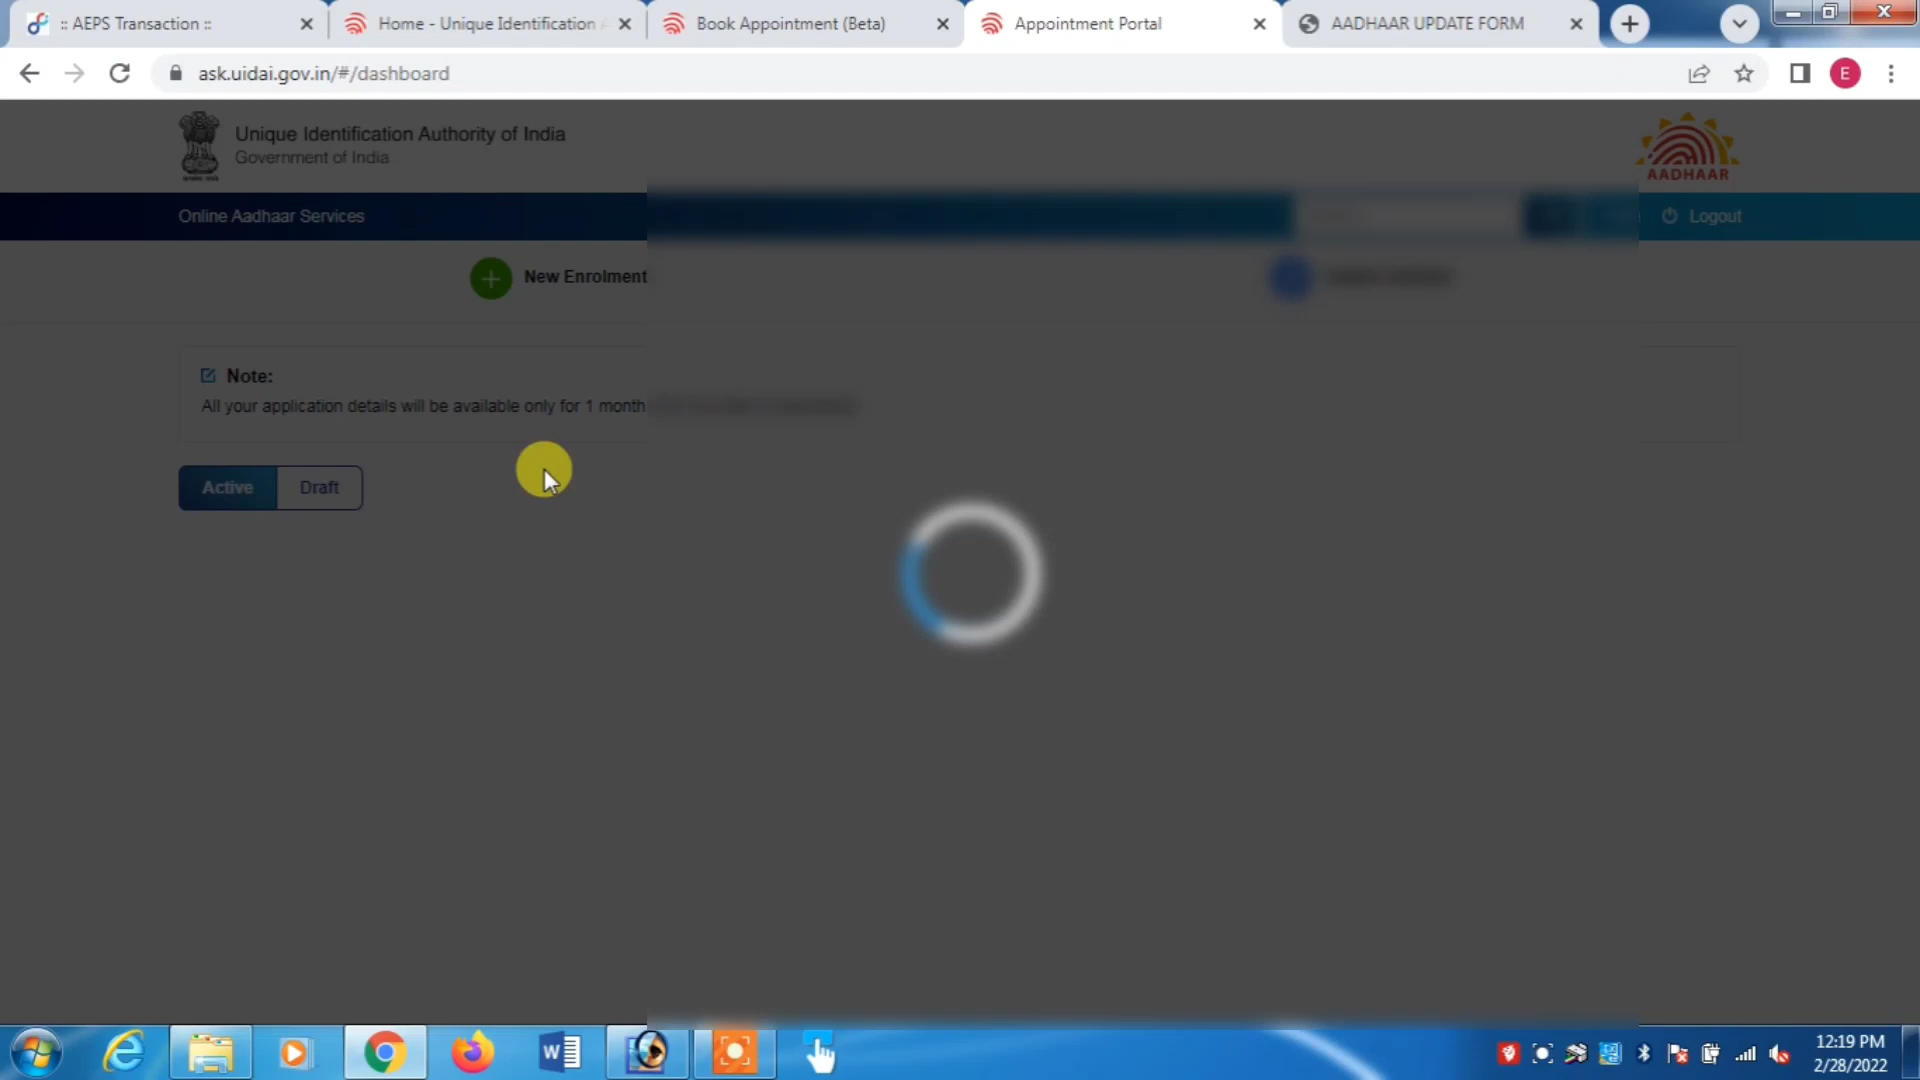 :: AEPS Transaction ::
Home - Unique Identification
Book Appointment (Beta)
Appointment Portal
AADHAAR UPDATE FORM
ask.uidai.gov.in/#/dashboard
E
Unique Identification Authority of India
Government of India
AADHAAR
Online Aadhaar Services
Logout
New Enrolment
Note:
All your application details will be available only for 1 month
Active
Draft
12:19 PM
2/28/2022